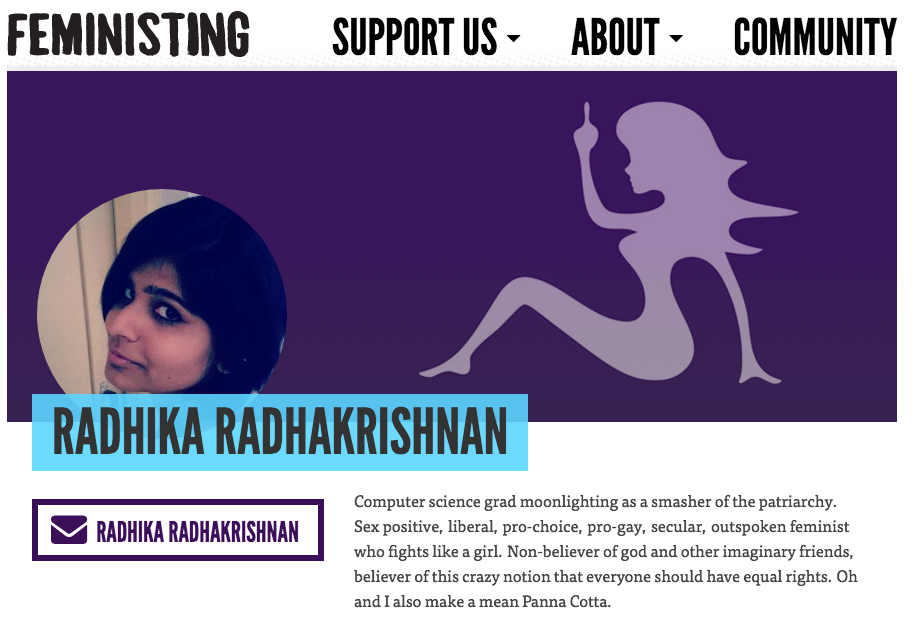 FEMINISTING
SUPPORT US
ABOUT
COMMUNITY
RADHIKA RADHAKRISHNAN
RADHIKA RADHAKRISHNAN
Computer science grad moonlighting as a smasher of the patriarchy.
Sex positive, liberal, pro-choice, pro-gay, secular, outspoken feminist
who fights like a girl. Non-believer of god and other imaginary friends,
believer of this crazy notion that everyone should have equal rights. Oh
and I also make a mean Panna Cotta.